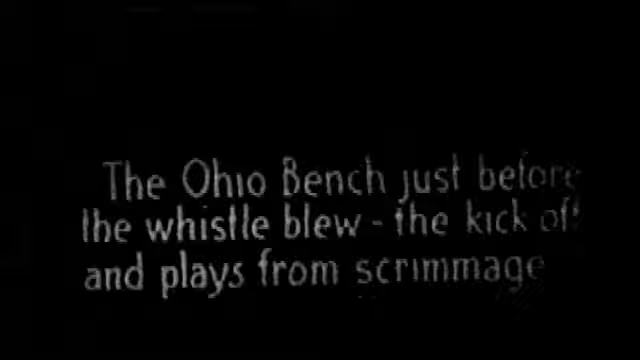 The Ohio Bench just before
the whistle blew - the kick off
and plays from scrimmage